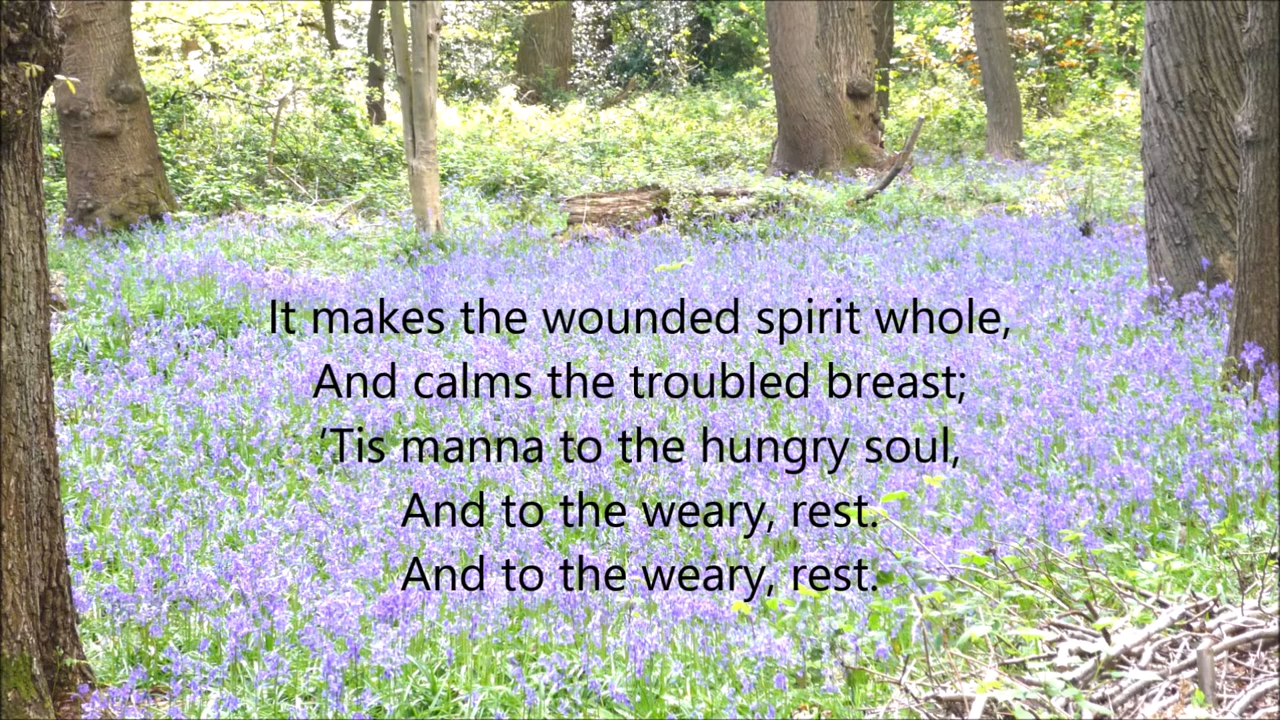 It makes the wounded spirit whole,
And calms the troubled breast;
’Tis manna to the hungry soul,
And to the weary, rest.
And to the weary, rest.